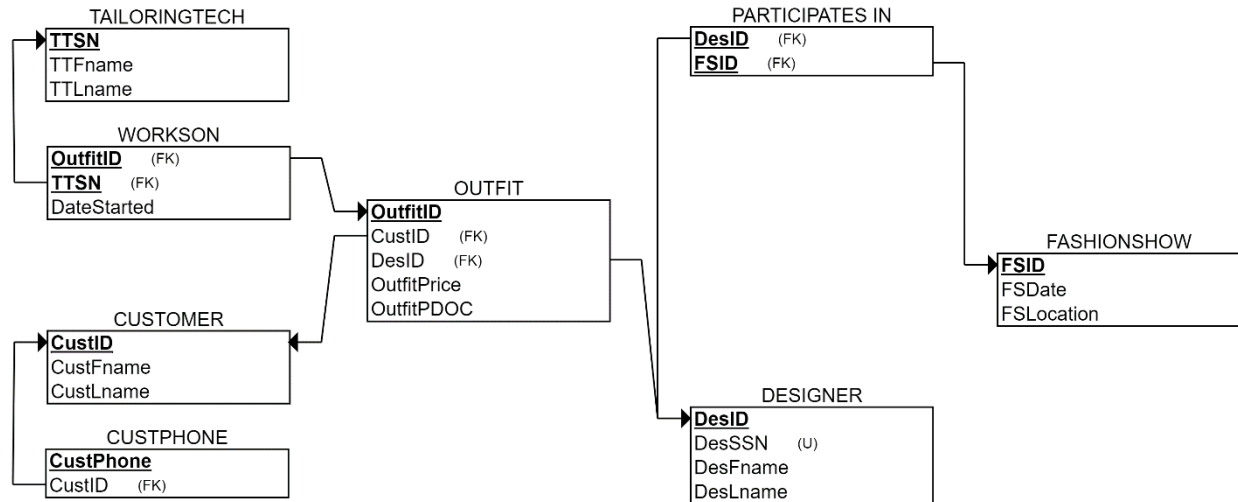 TAILORINGTECH
TTSN
TTFname
TTLname
WORKSON
OutfitID (FK)
TTSN (FK)
DateStarted
CUSTOMER
CustID
CustFname
CustLname
CUSTPHONE
CustPhone
CustID (FK)
OUTFIT
OutfitID
CustID (FK)
DesID (FK)
OutfitPrice
OutfitPDOC
PARTICIPATES IN
DesID (FK)
FSID (FK)
DESIGNER
DesID
DesSSN (U)
DesFname
DesLname
FASHIONSHOW
FSID
FSDate
FSLocation